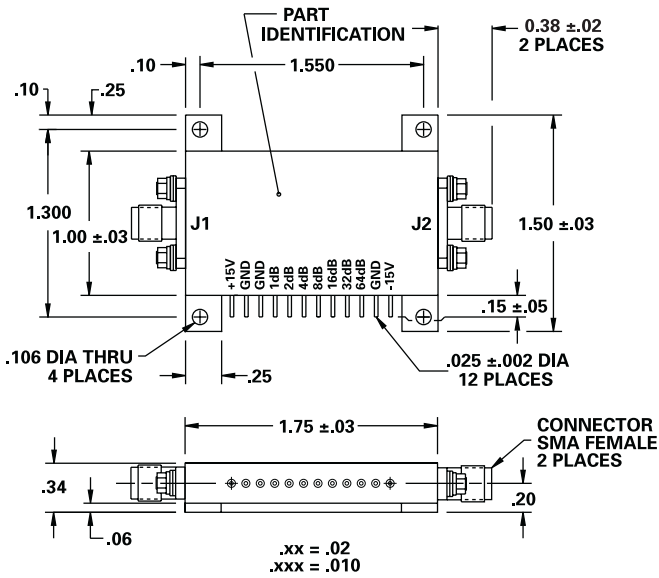 PART
IDENTIFICATION
0.38 ±.02
2 PLACES
.10
1.550
.10
.25
1.300
1.00 ±.03
J1
J2
1.50 ±.03
+15V
GND
GND
1dB
2dB
4dB
8dB
16dB
32dB
64dB
GND
-15V
.15 ±.05
.106 DIA THRU
4 PLACES
.25
.025 ±.002 DIA
12 PLACES
1.75 ±.03
CONNECTOR
SMA FEMALE
2 PLACES
.34
.06
.20
.xx = .02
.xxx = .010